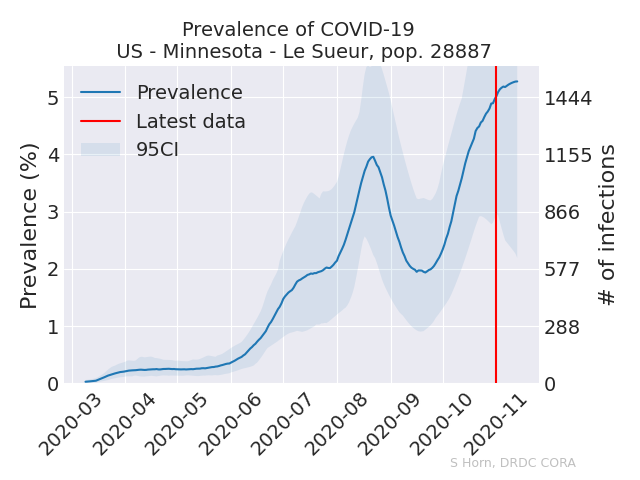 Prevalence of COVID-19
US - Minnesota - Le Sueur, pop. 28887
Prevalence
Latest data
95CI
Prevalence (%)
5
4
3
2
1
0
1444
1155
866
577
288
0
# of infections
2020-03
2020-04
2020-05
2020-06
2020-07
2020-08
2020-09
2020-10
2020-11
S Horn, DRDC CORA